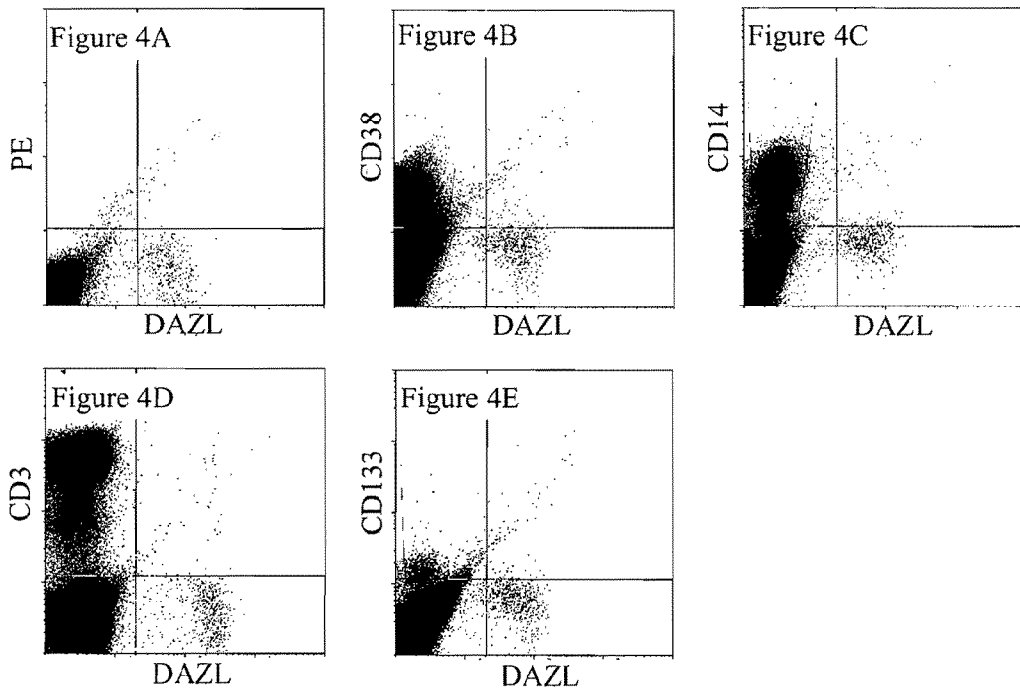 Figure 4A
PE
DAZL
Figure 4B
CD38
DAZL
Figure 4C
CD14
DAZL
Figure 4D
CD3
DAZL
Figure 4E
CD133
DAZL